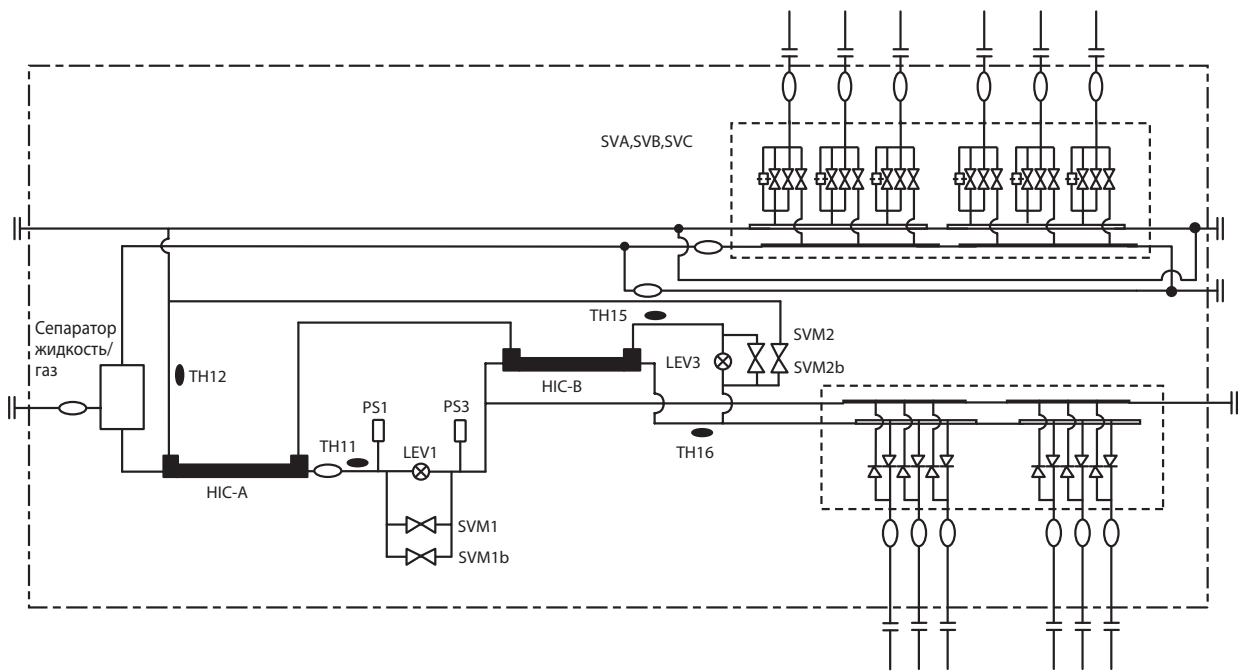 SVA,SVB,SVC
Сепаратор
жидкость/
газ
TH12
TH15
SVM2
LEV3
SVM2b
HIC-B
PS1
PS3
TH11
LEV1
TH16
HIC-A
SVM1
SVM1b